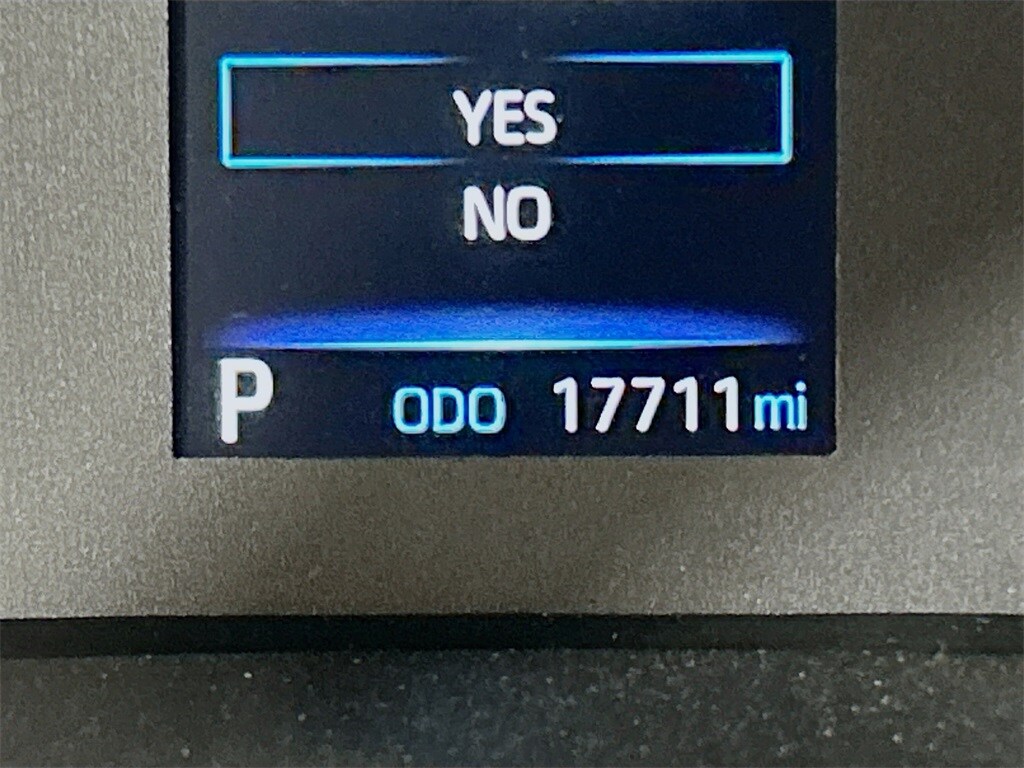 YES
NO
P ODO 17711 mi